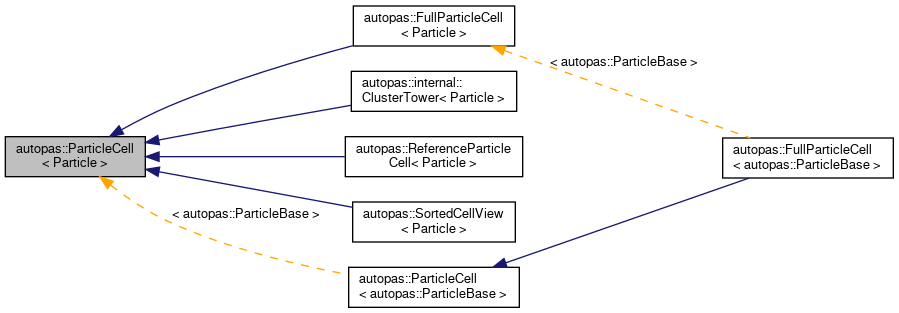 autopas::FullParticleCell
< Particle >
< autopas::ParticleBase >
autopas::internal::
ClusterTower< Particle >
autopas::ParticleCell
< Particle >
autopas::ReferenceParticle
Cell< Particle >
autopas::FullParticleCell
< autopas::ParticleBase >
autopas::SortedCellView
< Particle >
< autopas::ParticleBase >
autopas::ParticleCell
< autopas::ParticleBase >